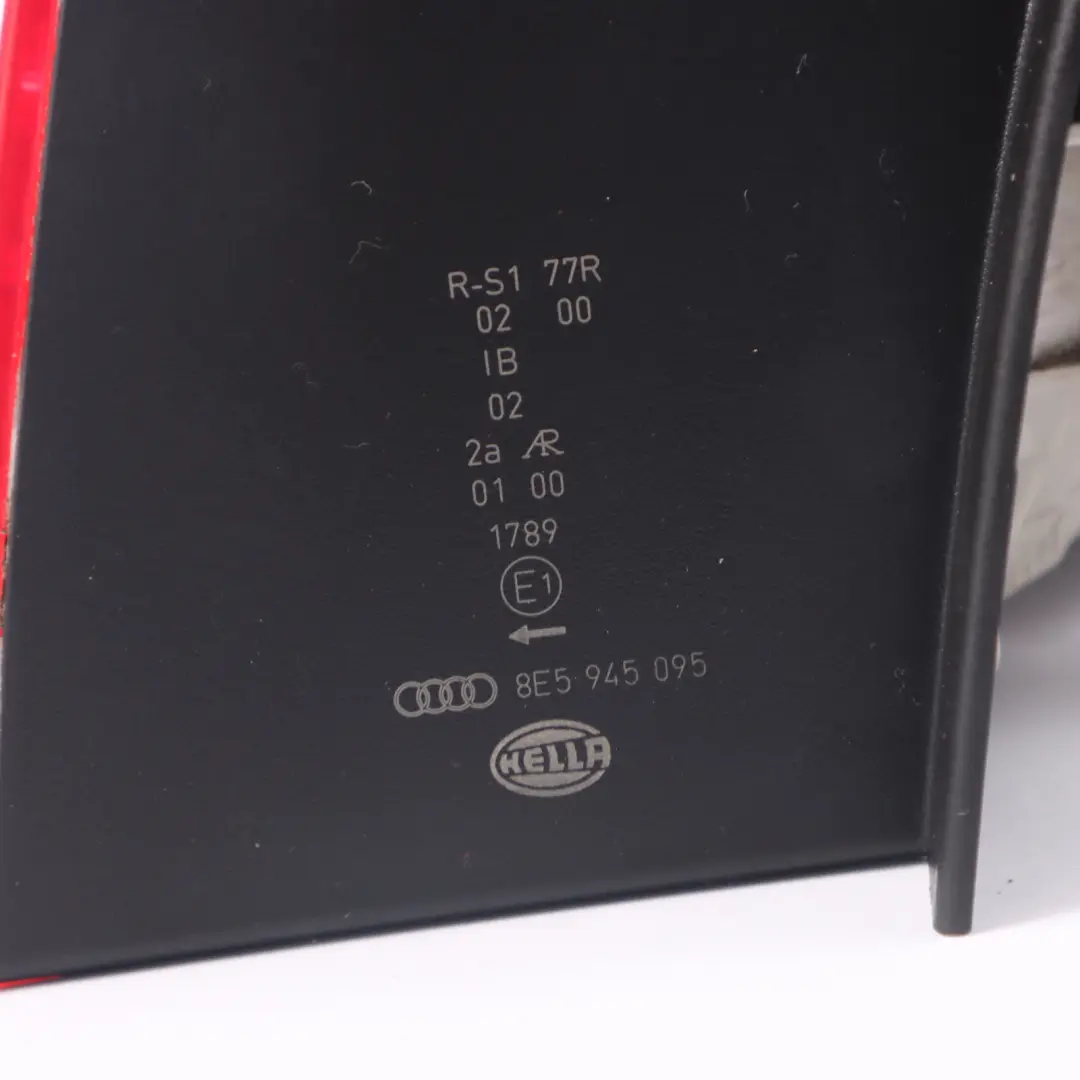 R-S1 77R
02 00
IB
02
2a AR
01 00
1789
E1
8E5 945 095
HELLA